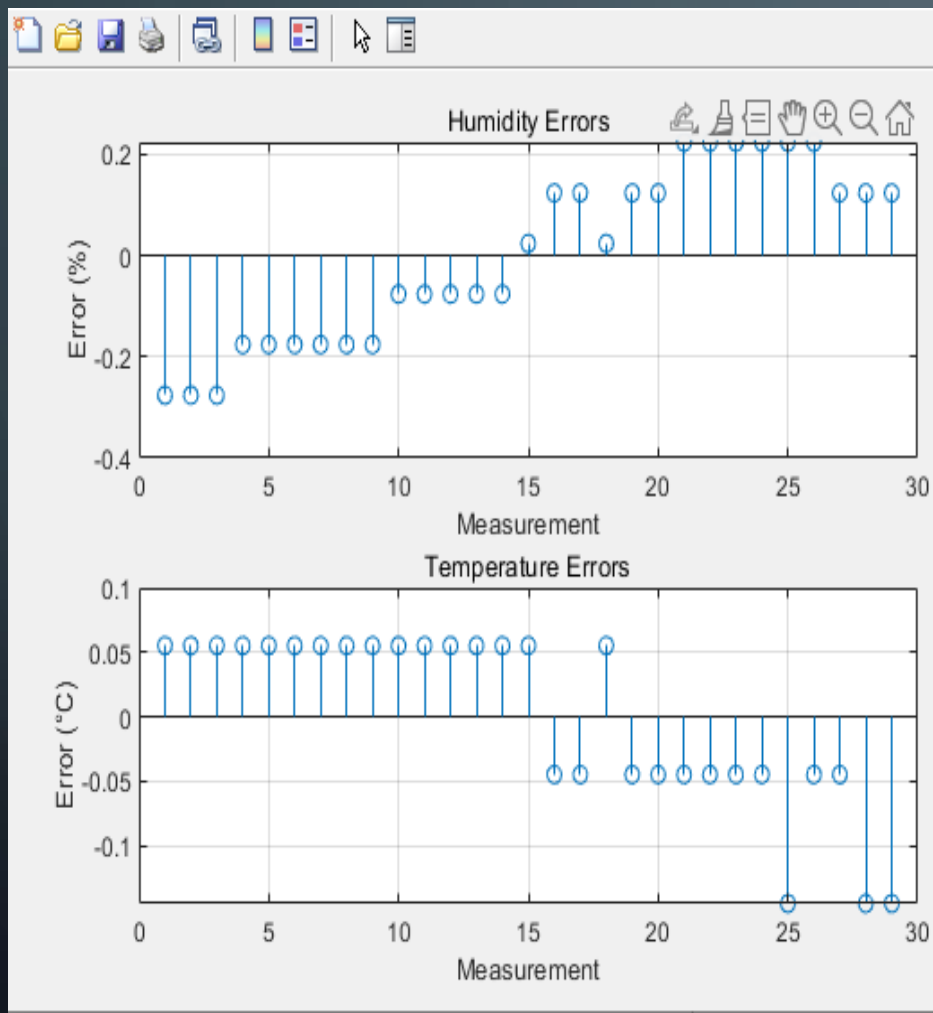 Humidity Errors
0.2
0
-0.2
-0.4
Error (%)
0 5 10 15 20 25 30
Measurement
Temperature Errors
0.1
0.05
0
-0.05
-0.1
Error (°C)
0 5 10 15 20 25 30
Measurement